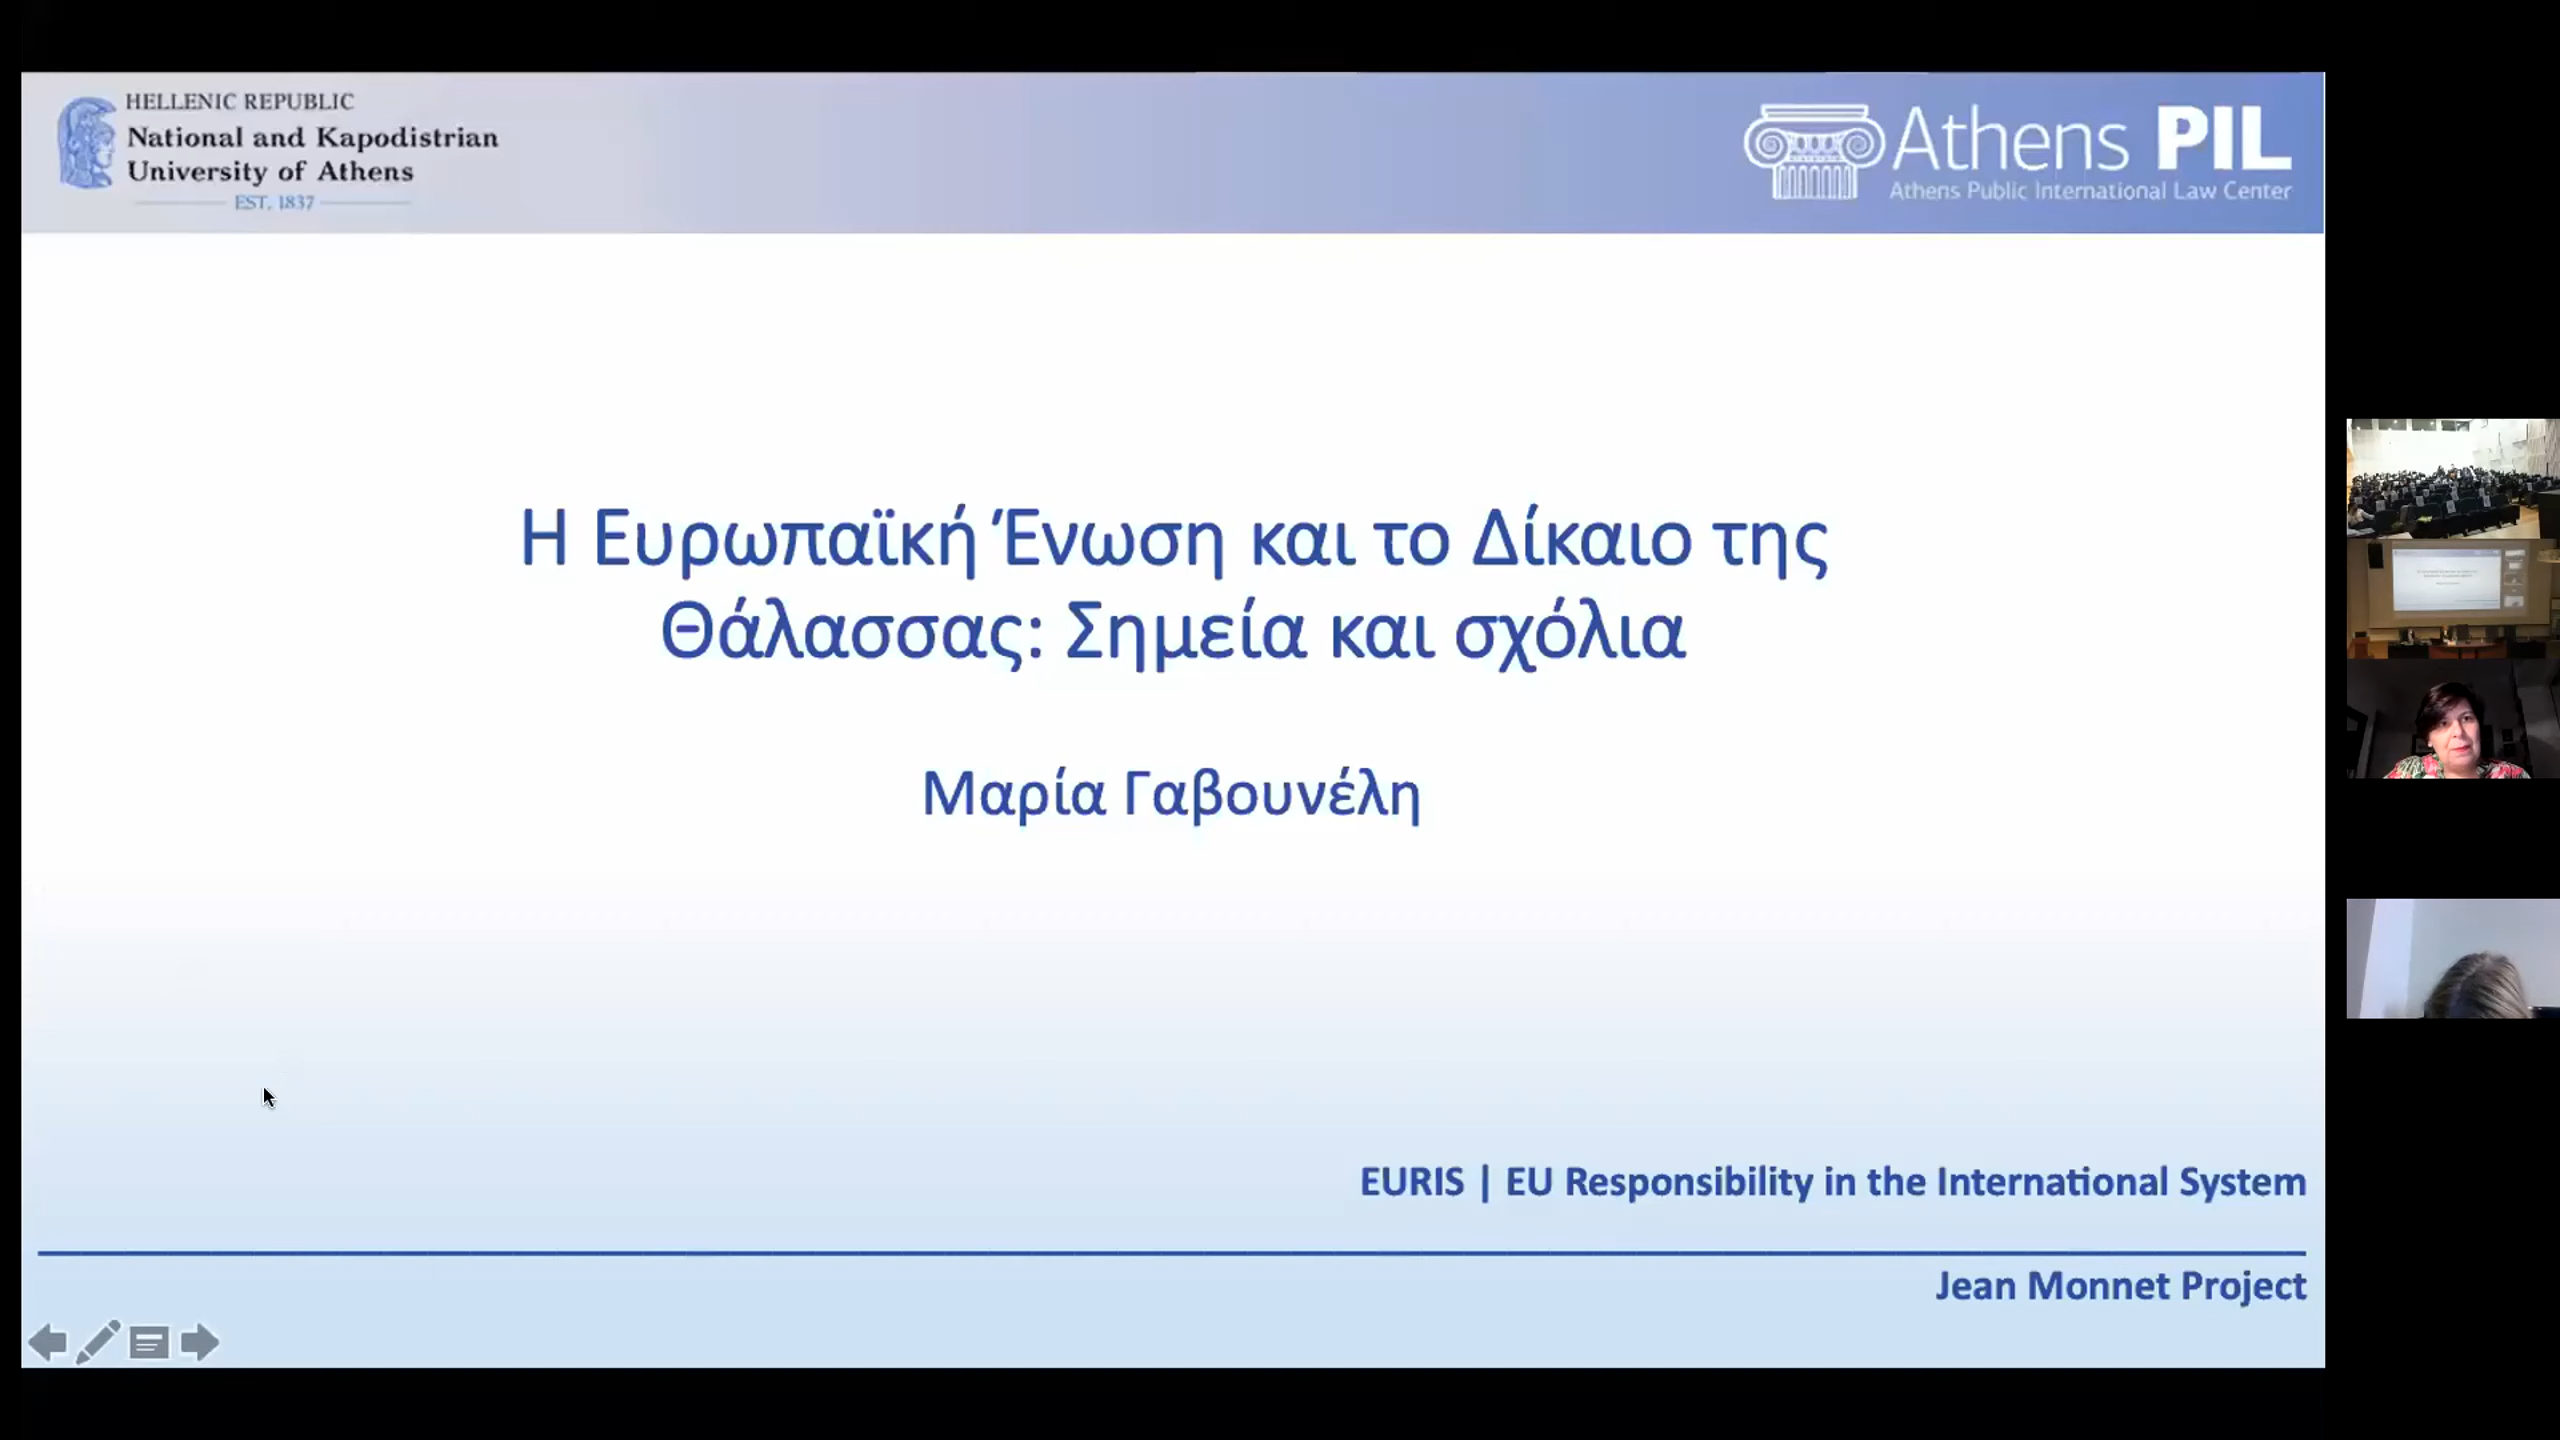 HELLENIC REPUBLIC
National and Kapodistrian
University of Athens
EST. 1837
Athens PIL
Athens Public International Law Center
Η Ευρωπαϊκή Ένωση και το Δίκαιο της
Θάλασσας: Σημεία και σχόλια
Μαρία Γαβουνέλη
EURIS | EU Responsibility in the International System
Jean Monnet Project